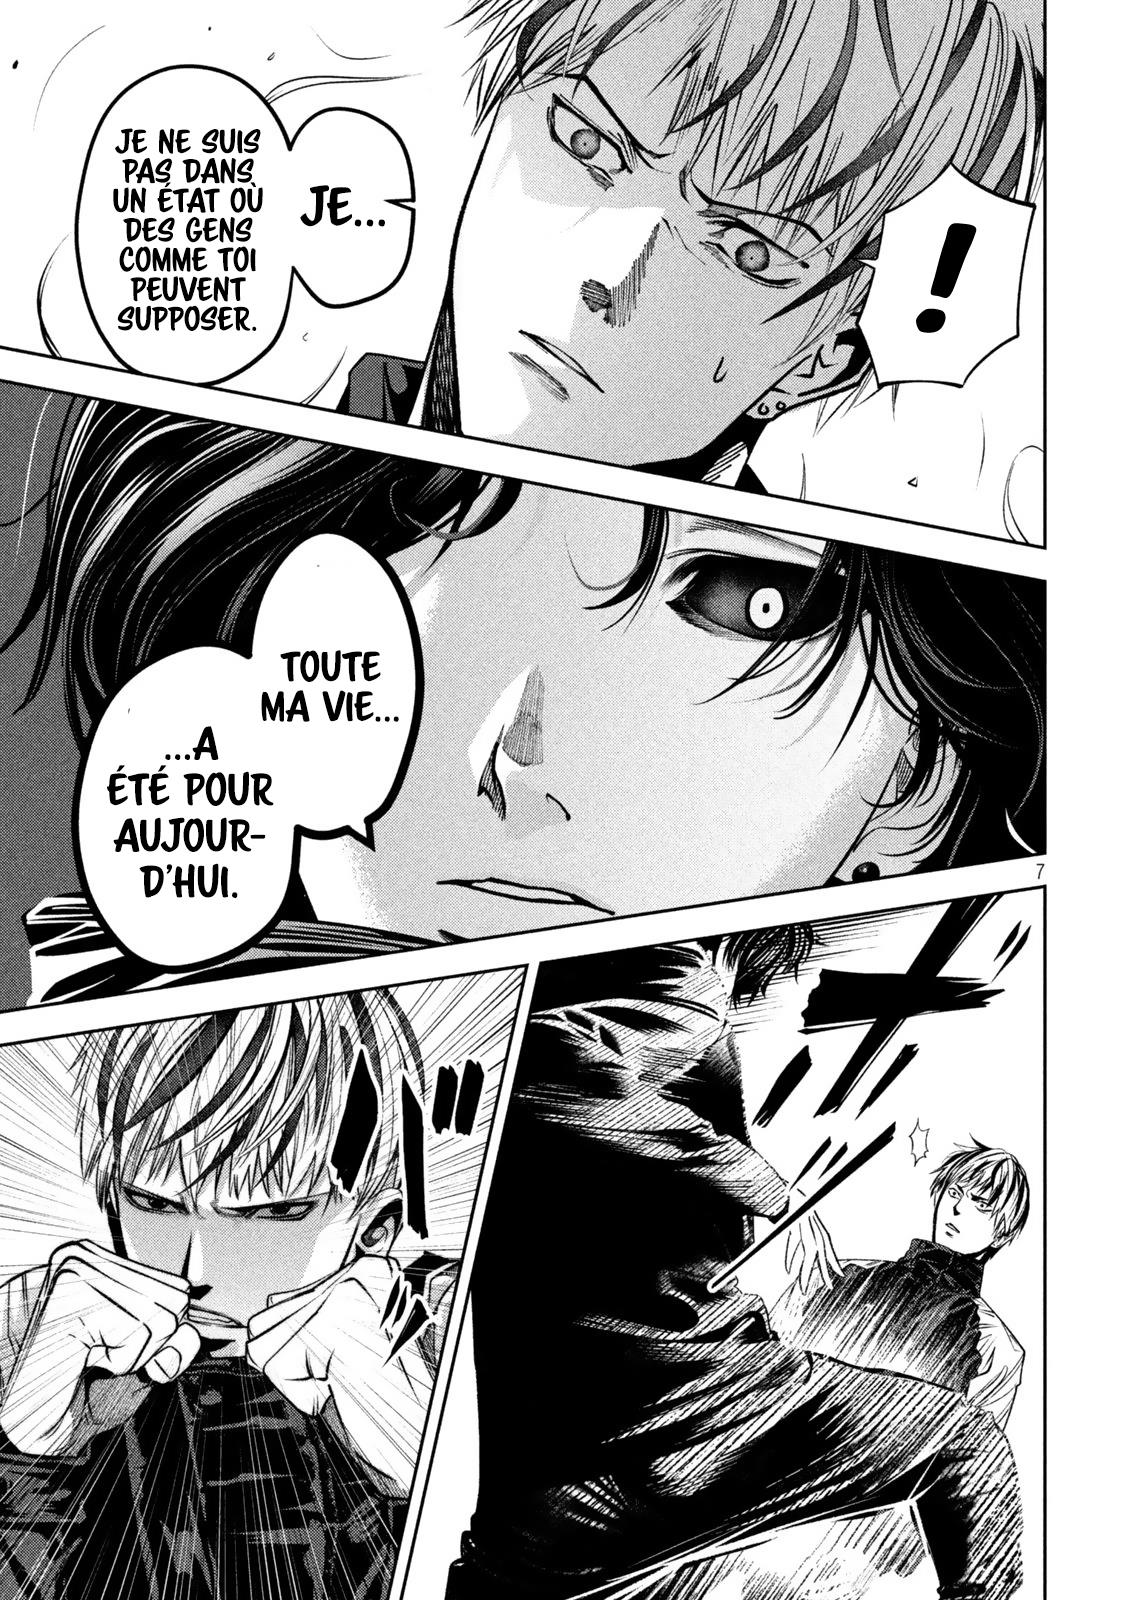 !
JE...
JE NE SUIS
PAS DANS
UN ÉTAT OÙ
DES GENS
COMME TOI
PEUVENT
SUPPOSER.
TOUTE
MA VIE...
...A
ÉTÉ POUR
AUJOUR-
D'HUI.
7